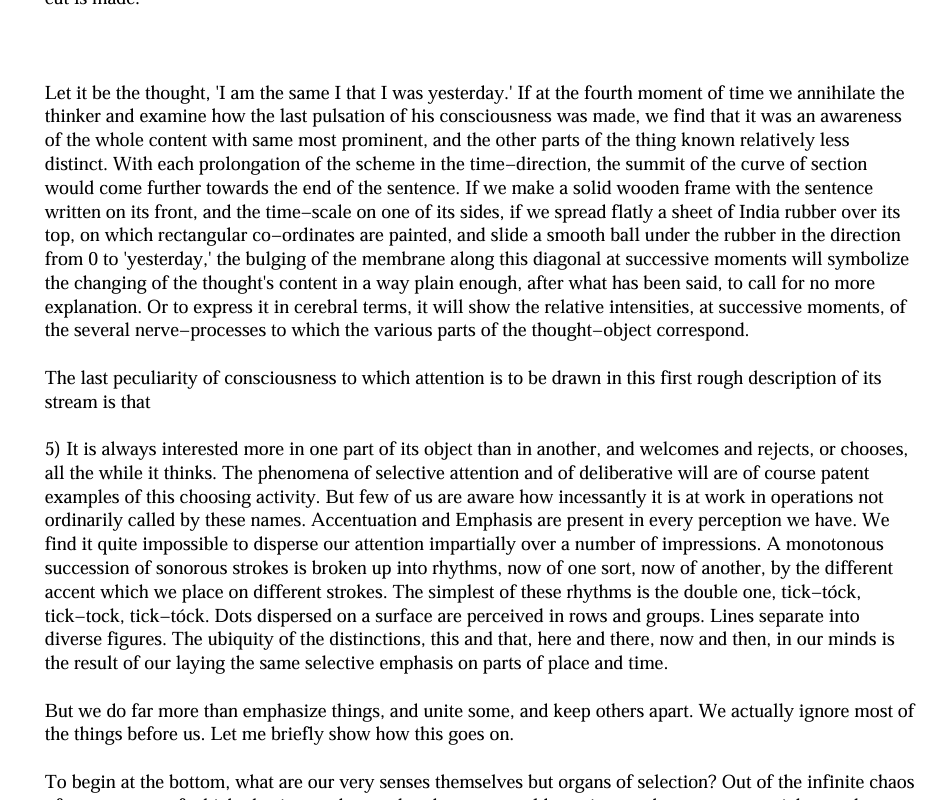 Let it be the thought, 'I am the same I that I was yesterday.' If at the fourth moment of time we annihilate the
thinker and examine how the last pulsation of his consciousness was made, we find that it was an awareness
of the whole content with same most prominent, and the other parts of the thing known relatively less
distinct. With each prolongation of the scheme in the time−direction, the summit of the curve of section
would come further towards the end of the sentence. If we make a solid wooden frame with the sentence
written on its front, and the time−scale on one of its sides, if we spread flatly a sheet of India rubber over its
top, on which rectangular co−ordinates are painted, and slide a smooth ball under the rubber in the direction
from 0 to 'yesterday,' the bulging of the membrane along this diagonal at successive moments will symbolize
the changing of the thought's content in a way plain enough, after what has been said, to call for no more
explanation. Or to express it in cerebral terms, it will show the relative intensities, at successive moments, of
the several nerve−processes to which the various parts of the thought−object correspond.
The last peculiarity of consciousness to which attention is to be drawn in this first rough description of its
stream is that
5) It is always interested more in one part of its object than in another, and welcomes and rejects, or chooses,
all the while it thinks. The phenomena of selective attention and of deliberative will are of course patent
examples of this choosing activity. But few of us are aware how incessantly it is at work in operations not
ordinarily called by these names. Accentuation and Emphasis are present in every perception we have. We
find it quite impossible to disperse our attention impartially over a number of impressions. A monotonous
succession of sonorous strokes is broken up into rhythms, now of one sort, now of another, by the different
accent which we place on different strokes. The simplest of these rhythms is the double one, tick−tóck,
tick−tock, tick−tóck. Dots dispersed on a surface are perceived in rows and groups. Lines separate into
diverse figures. The ubiquity of the distinctions, this and that, here and there, now and then, in our minds is
the result of our laying the same selective emphasis on parts of place and time.
But we do far more than emphasize things, and unite some, and keep others apart. We actually ignore most of
the things before us. Let me briefly show how this goes on.
To begin at the bottom, what are our very senses themselves but organs of selection? Out of the infinite chaos